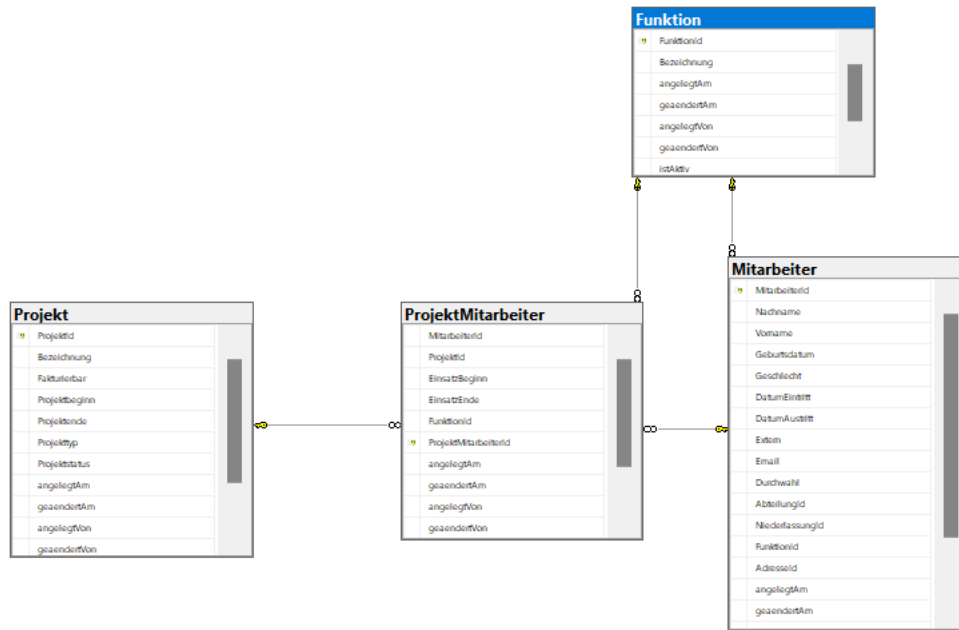 Funktion
FunktionId
Bezeichnung
angelegtAm
geaendertAm
angelegtVon
geaendertVon
istAktiv
Mitarbeiter
MitarbeiterId
Nachname
Vorname
Geburtsdatum
Geschlecht
DatumEintritt
DatumAustritt
Extern
Email
Durchwahl
AbteilungId
NiederlassungId
FunktionId
AdresseId
angelegtAm
geaendertAm
Projekt
ProjektId
Bezeichnung
Fakturierbar
Projektbeginn
Projektende
Projekttyp
Projektstatus
angelegtAm
geaendertAm
angelegtVon
geaendertVon
ProjektMitarbeiter
MitarbeiterId
ProjektId
EinsatzBeginn
EinsatzEnde
FunktionId
ProjektMitarbeiterId
angelegtAm
geaendertAm
angelegtVon
geaendertVon